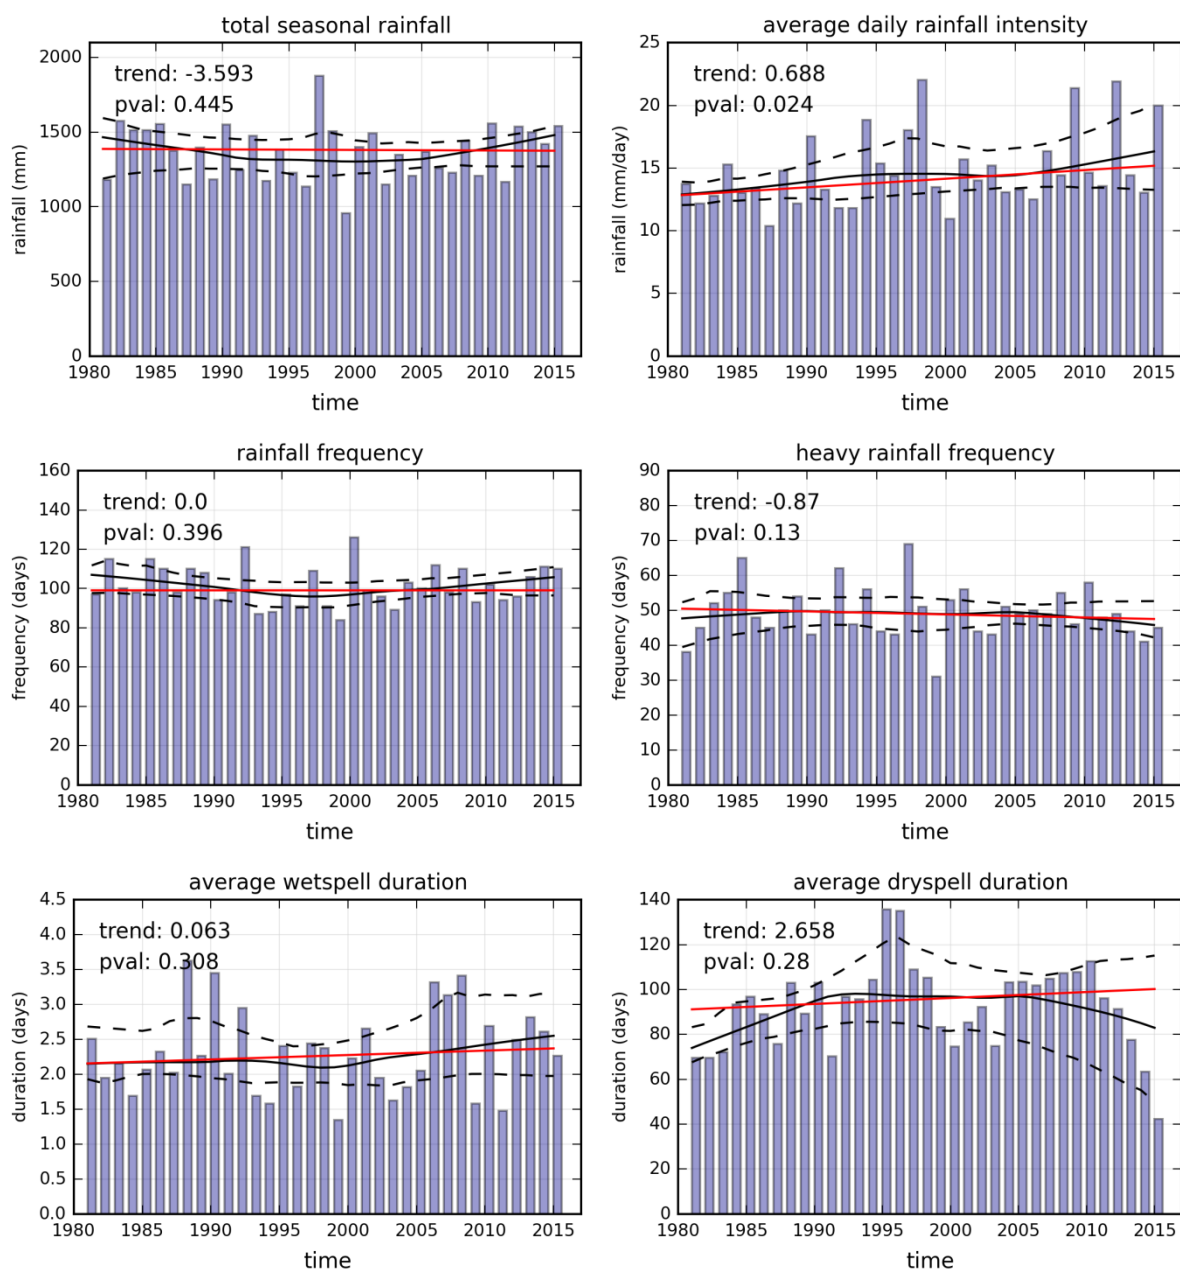 total seasonal rainfall
trend: -3.593
pval: 0.445
rainfall (mm)
2000
1500
1000
500
0
1980 1985 1990 1995 2000 2005 2010 2015
time
average daily rainfall intensity
trend: 0.688
pval: 0.024
rainfall (mm/days)
25
20
15
10
5
0
1980 1985 1990 1995 2000 2005 2010 2015
time
rainfall frequency
trend: 0.0
pval: 0.396
frequency (days)
160
140
120
100
80
60
40
20
0
1980 1985 1990 1995 2000 2005 2010 2015
time
heavy rainfall frequency
trend: -0.87
pval: 0.13
frequency (days)
90
80
70
60
50
40
30
20
10
0
1980 1985 1990 1995 2000 2005 2010 2015
time
average wetspell duration
trend: 0.063
pval: 0.308
duration (days)
4.5
4.0
3.5
3.0
2.5
2.0
1.5
1.0
0.5
0.0
1980 1985 1990 1995 2000 2005 2010 2015
time
average dryspell duration
trend: 2.658
pval: 0.28
duration (days)
140
120
100
80
60
40
20
0
1980 1985 1990 1995 2000 2005 2010 2015
time